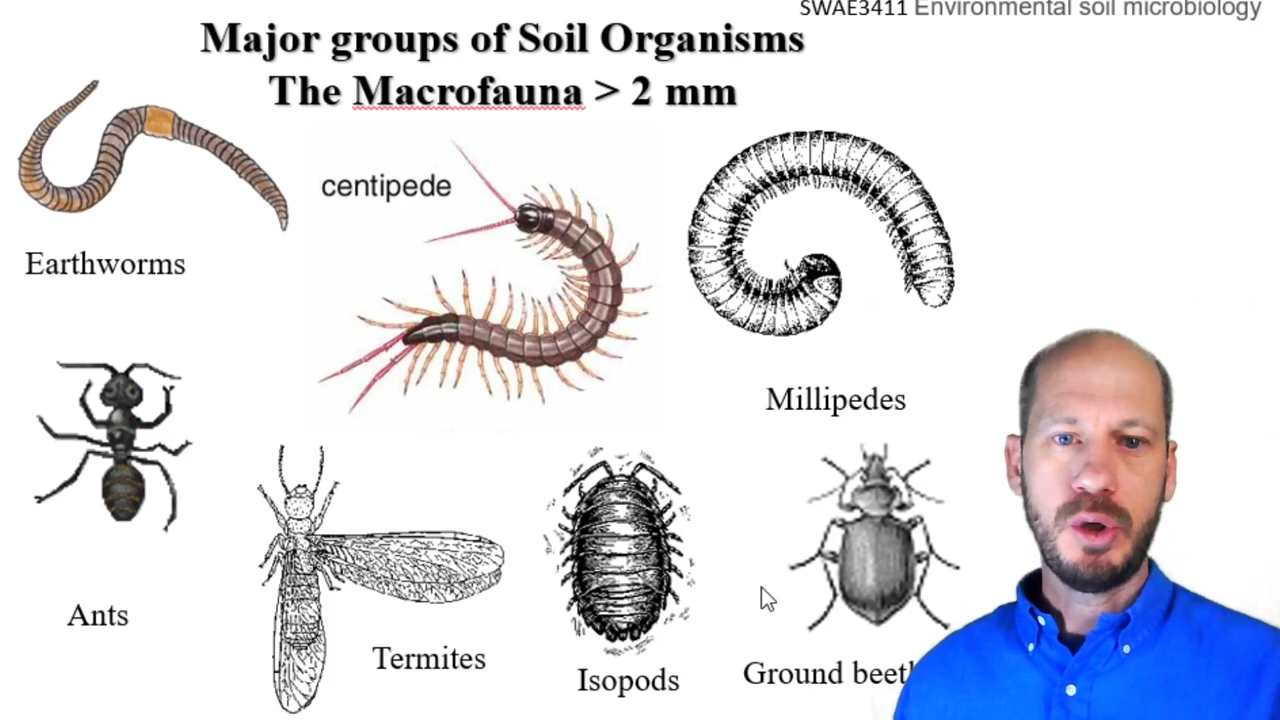 SWAE3411 Environmental soil microbiology
Major groups of Soil Organisms
The Macrofauna > 2 mm
centipede
Earthworms
Millipedes
Ants
Termites
Isopods
Ground